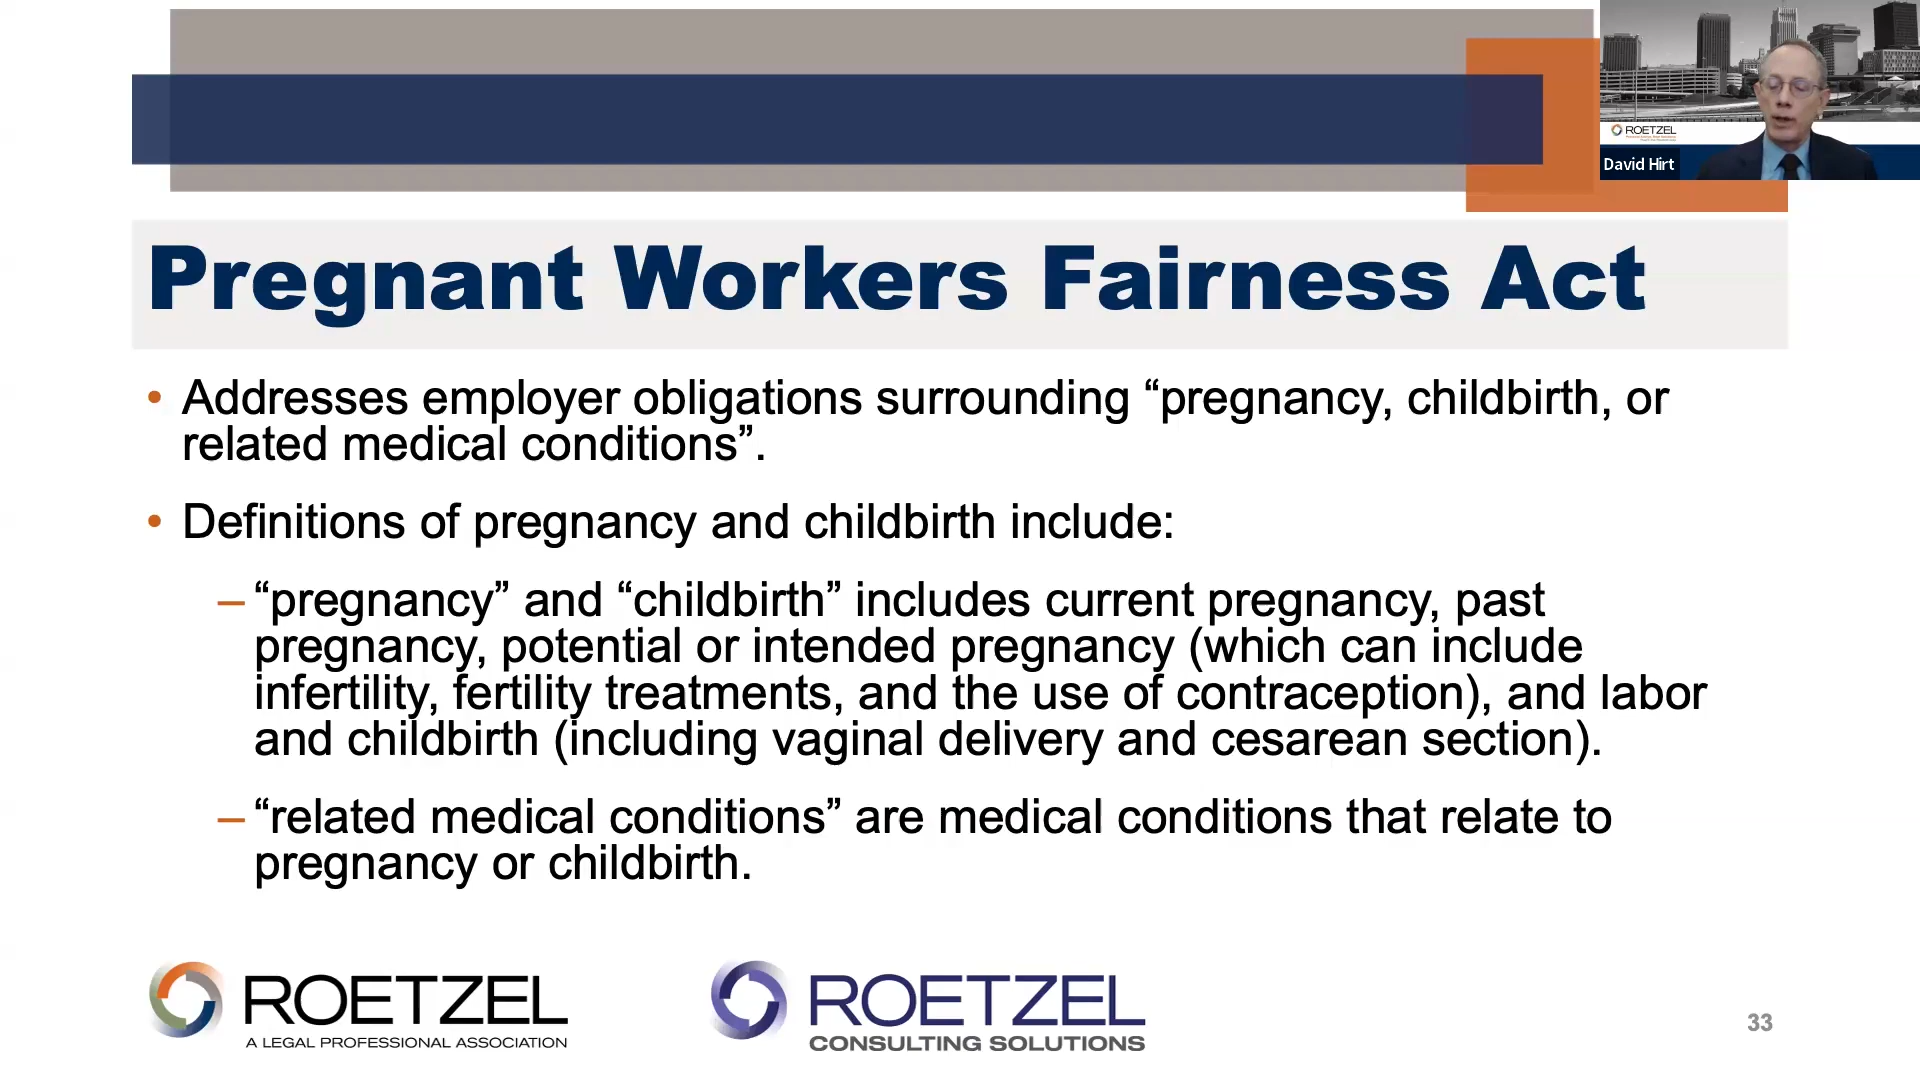 ROETZEL
David Hirt
Pregnant Workers Fairness Act
• Addresses employer obligations surrounding “pregnancy, childbirth, or
related medical conditions”.
• Definitions of pregnancy and childbirth include:
– “pregnancy” and “childbirth” includes current pregnancy, past
pregnancy, potential or intended pregnancy (which can include
infertility, fertility treatments, and the use of contraception), and labor
and childbirth (including vaginal delivery and cesarean section).
– “related medical conditions” are medical conditions that relate to
pregnancy or childbirth.
ROETZEL
A LEGAL PROFESSIONAL ASSOCIATION
ROETZEL
CONSULTING SOLUTIONS
33